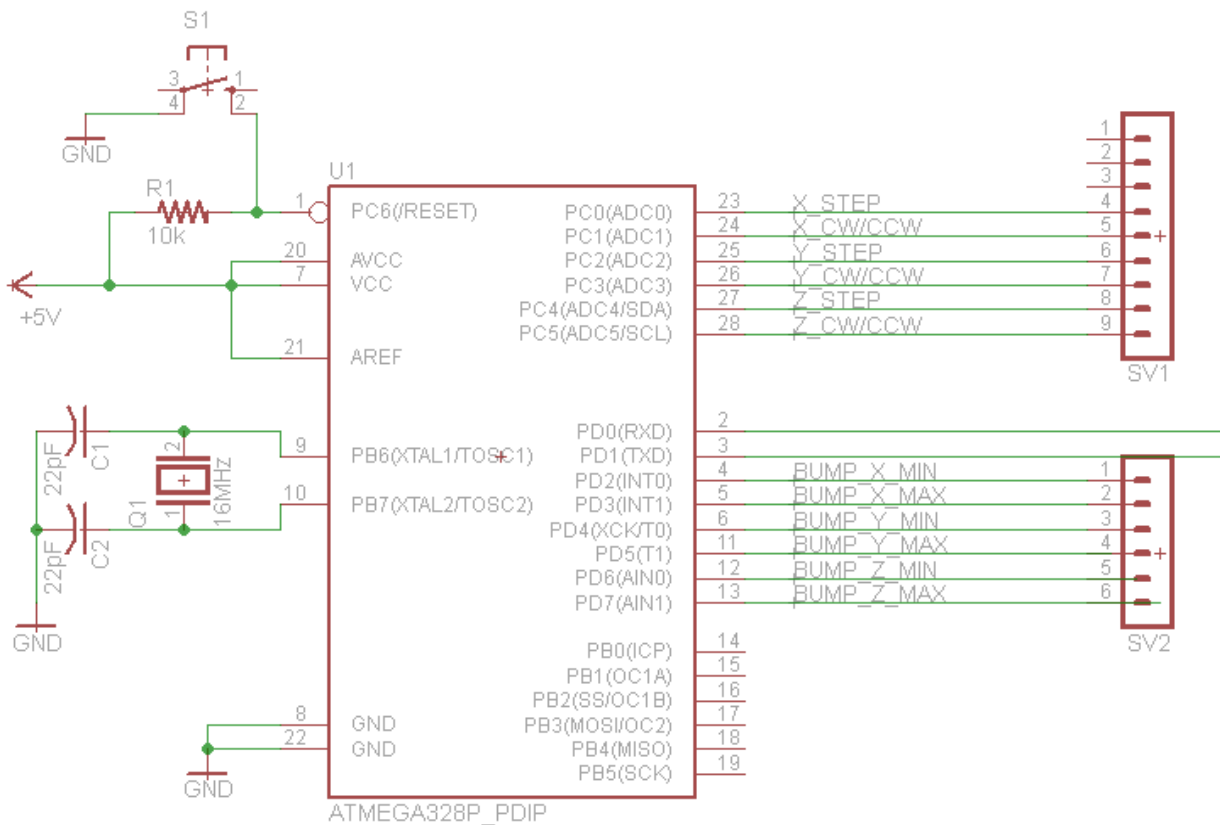 S1
3 1
4 2
GND
R1
10k
+5V
U1
1 PC6(/RESET)
20 AVCC
7 VCC
21 AREF
9 PB6(XTAL1/TOSC1)
10 PB7(XTAL2/TOSC2)
8 GND
22 GND
GND
C1
22pF
C2
22pF
Q1
2
1
16MHz
GND
PC0(ADC0) 23 X_STEP 4
PC1(ADC1) 24 X_CW/CCW 5
PC2(ADC2) 25 Y_STEP 6
PC3(ADC3) 26 Y_CW/CCW 7
PC4(ADC4/SDA) 27 Z_STEP 8
PC5(ADC5/SCL) 28 Z_CW/CCW 9
1
2
3
SV1
PD0(RXD) 2
PD1(TXD) 3
PD2(INT0) 4 BUMP_X_MIN 1
PD3(INT1) 5 BUMP_X_MAX 2
PD4(XCK/T0) 6 BUMP_Y_MIN 3
PD5(T1) 11 BUMP_Y_MAX 4
PD6(AIN0) 12 BUMP_Z_MIN 5
PD7(AIN1) 13 BUMP_Z_MAX 6
SV2
PB0(ICP) 14
PB1(OC1A) 15
PB2(SS/OC1B) 16
PB3(MOSI/OC2) 17
PB4(MISO) 18
PB5(SCK) 19
ATMEGA328P_PDIP